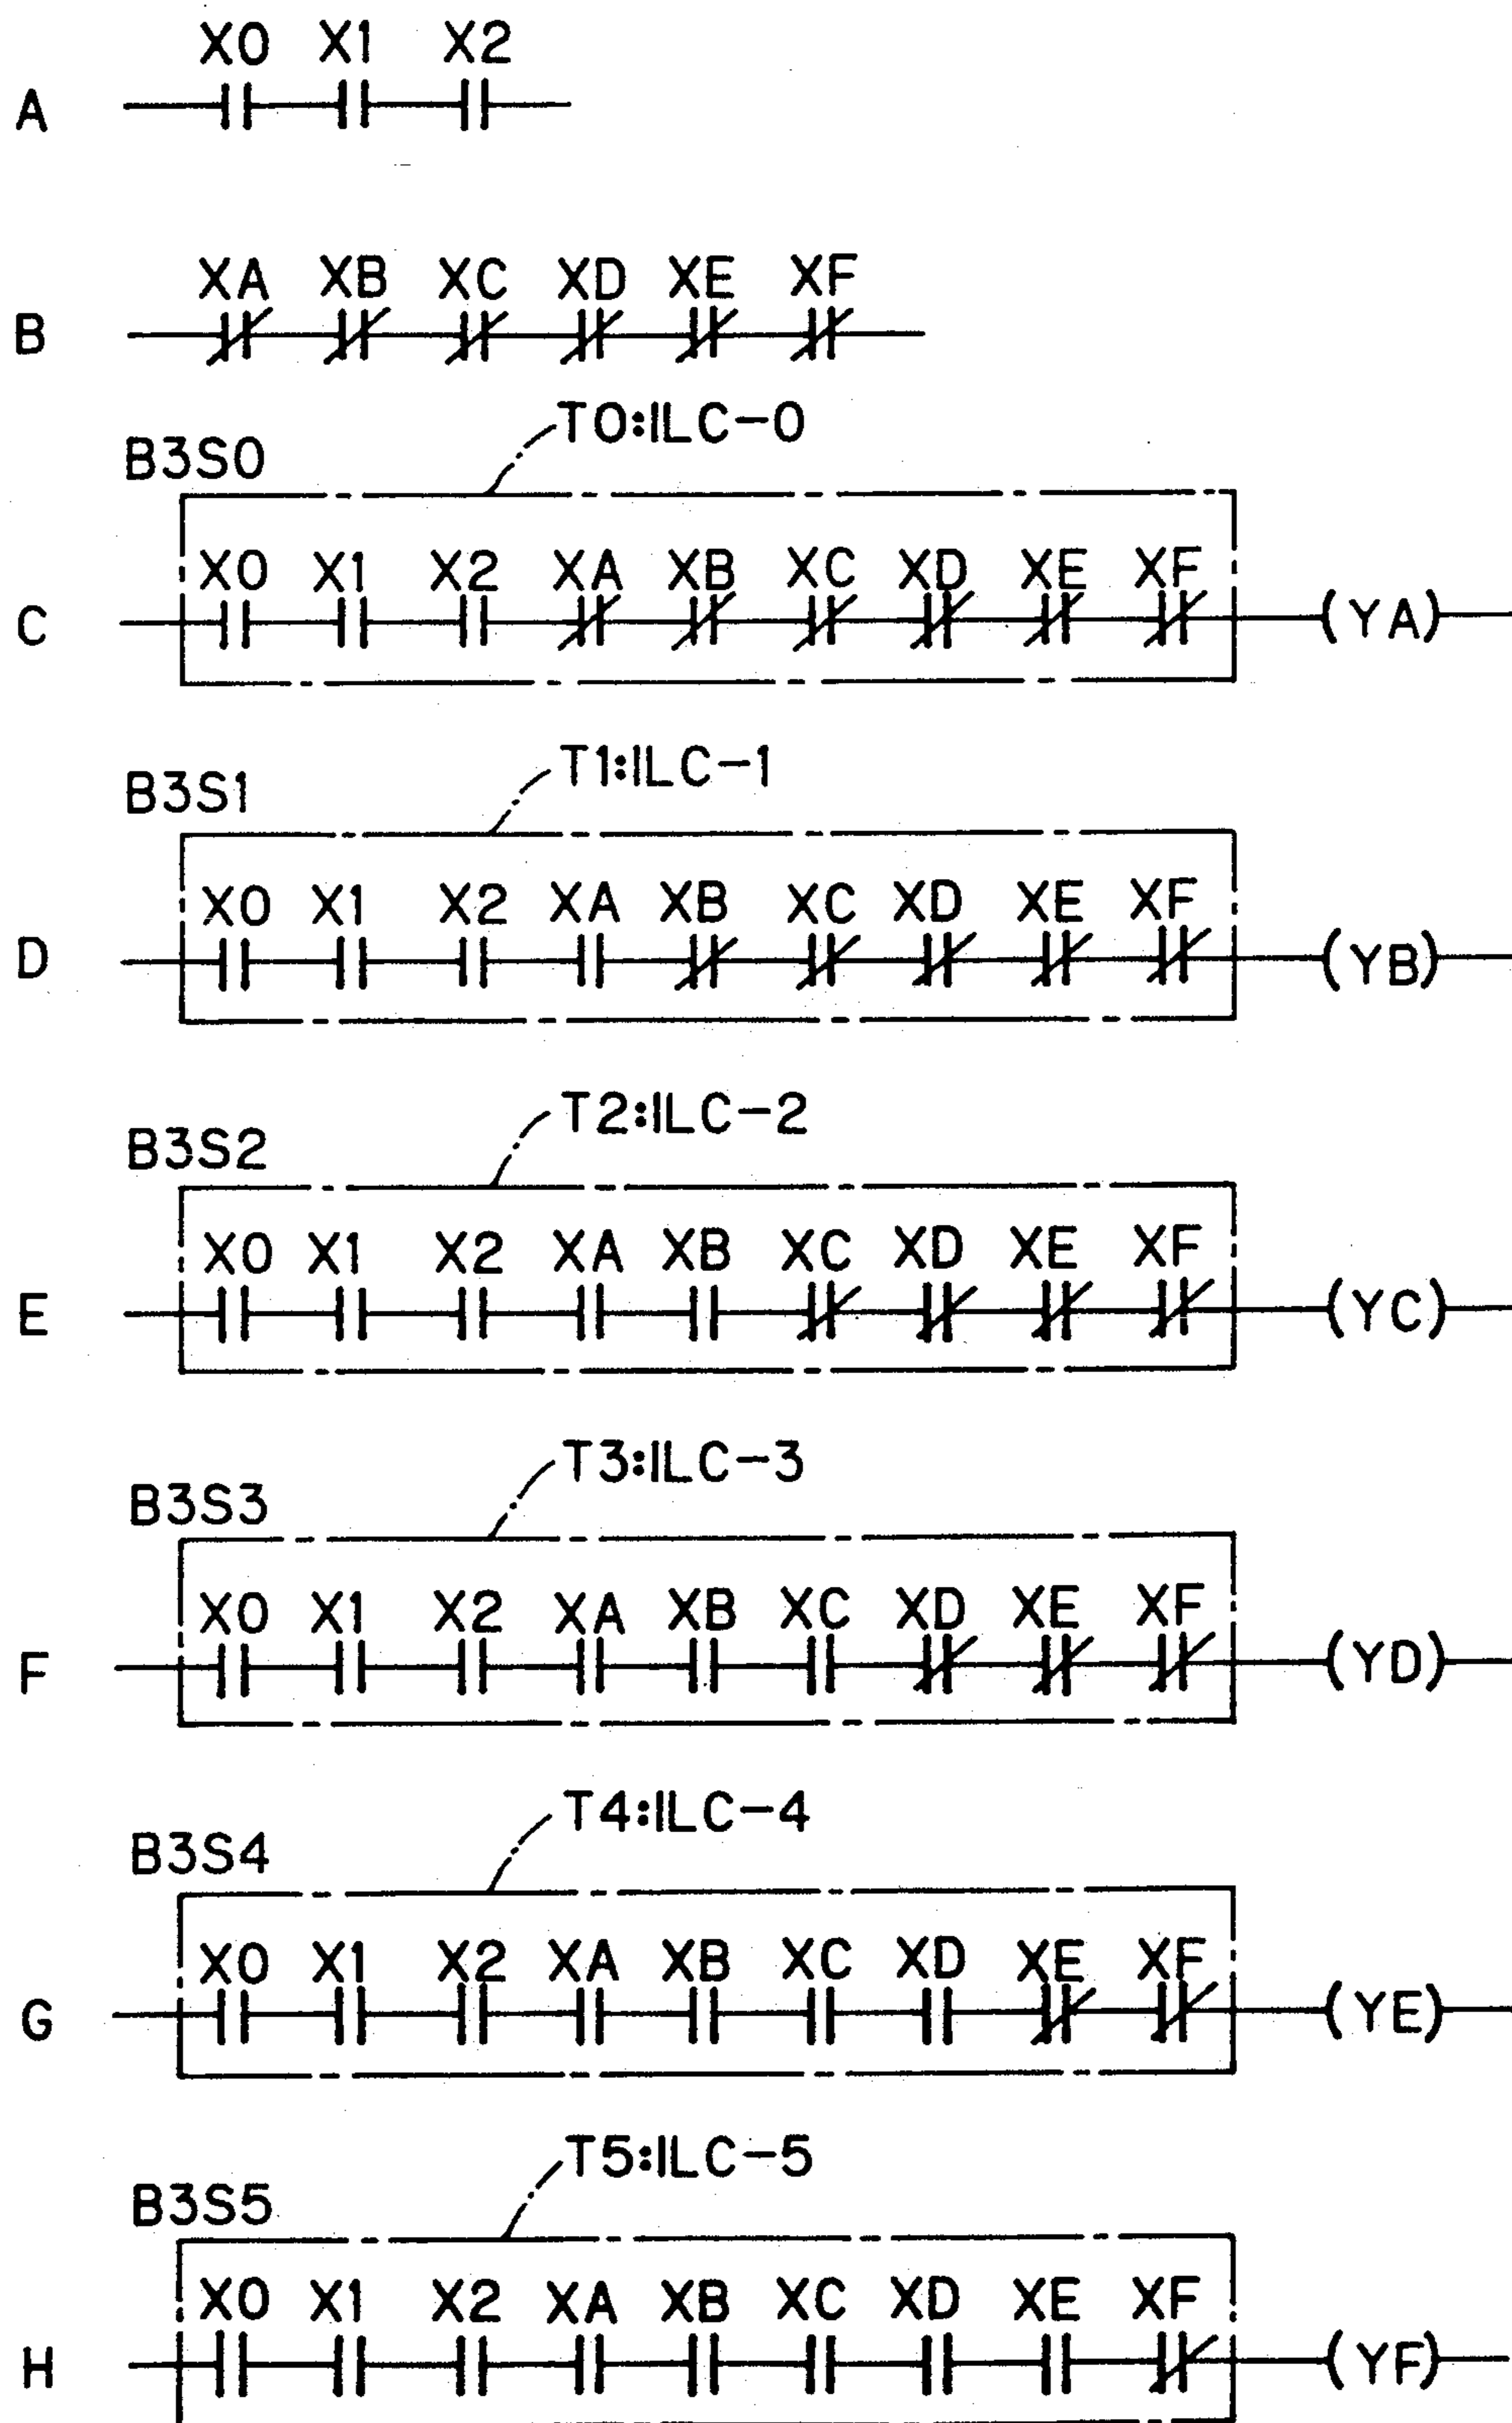 X0 X1 X2
A
XA XB XC XD XE XF
B
T0:ILC-0
B3S0
X0 X1 X2 XA XB XC XD XE XF
C (YA)
T1:ILC-1
B3S1
X0 X1 X2 XA XB XC XD XE XF
D (YB)
T2:ILC-2
B3S2
X0 X1 X2 XA XB XC XD XE XF
E (YC)
T3:ILC-3
B3S3
X0 X1 X2 XA XB XC XD XE XF
F (YD)
T4:ILC-4
B3S4
X0 X1 X2 XA XB XC XD XE XF
G (YE)
T5:ILC-5
B3S5
X0 X1 X2 XA XB XC XD XE XF
H (YF)